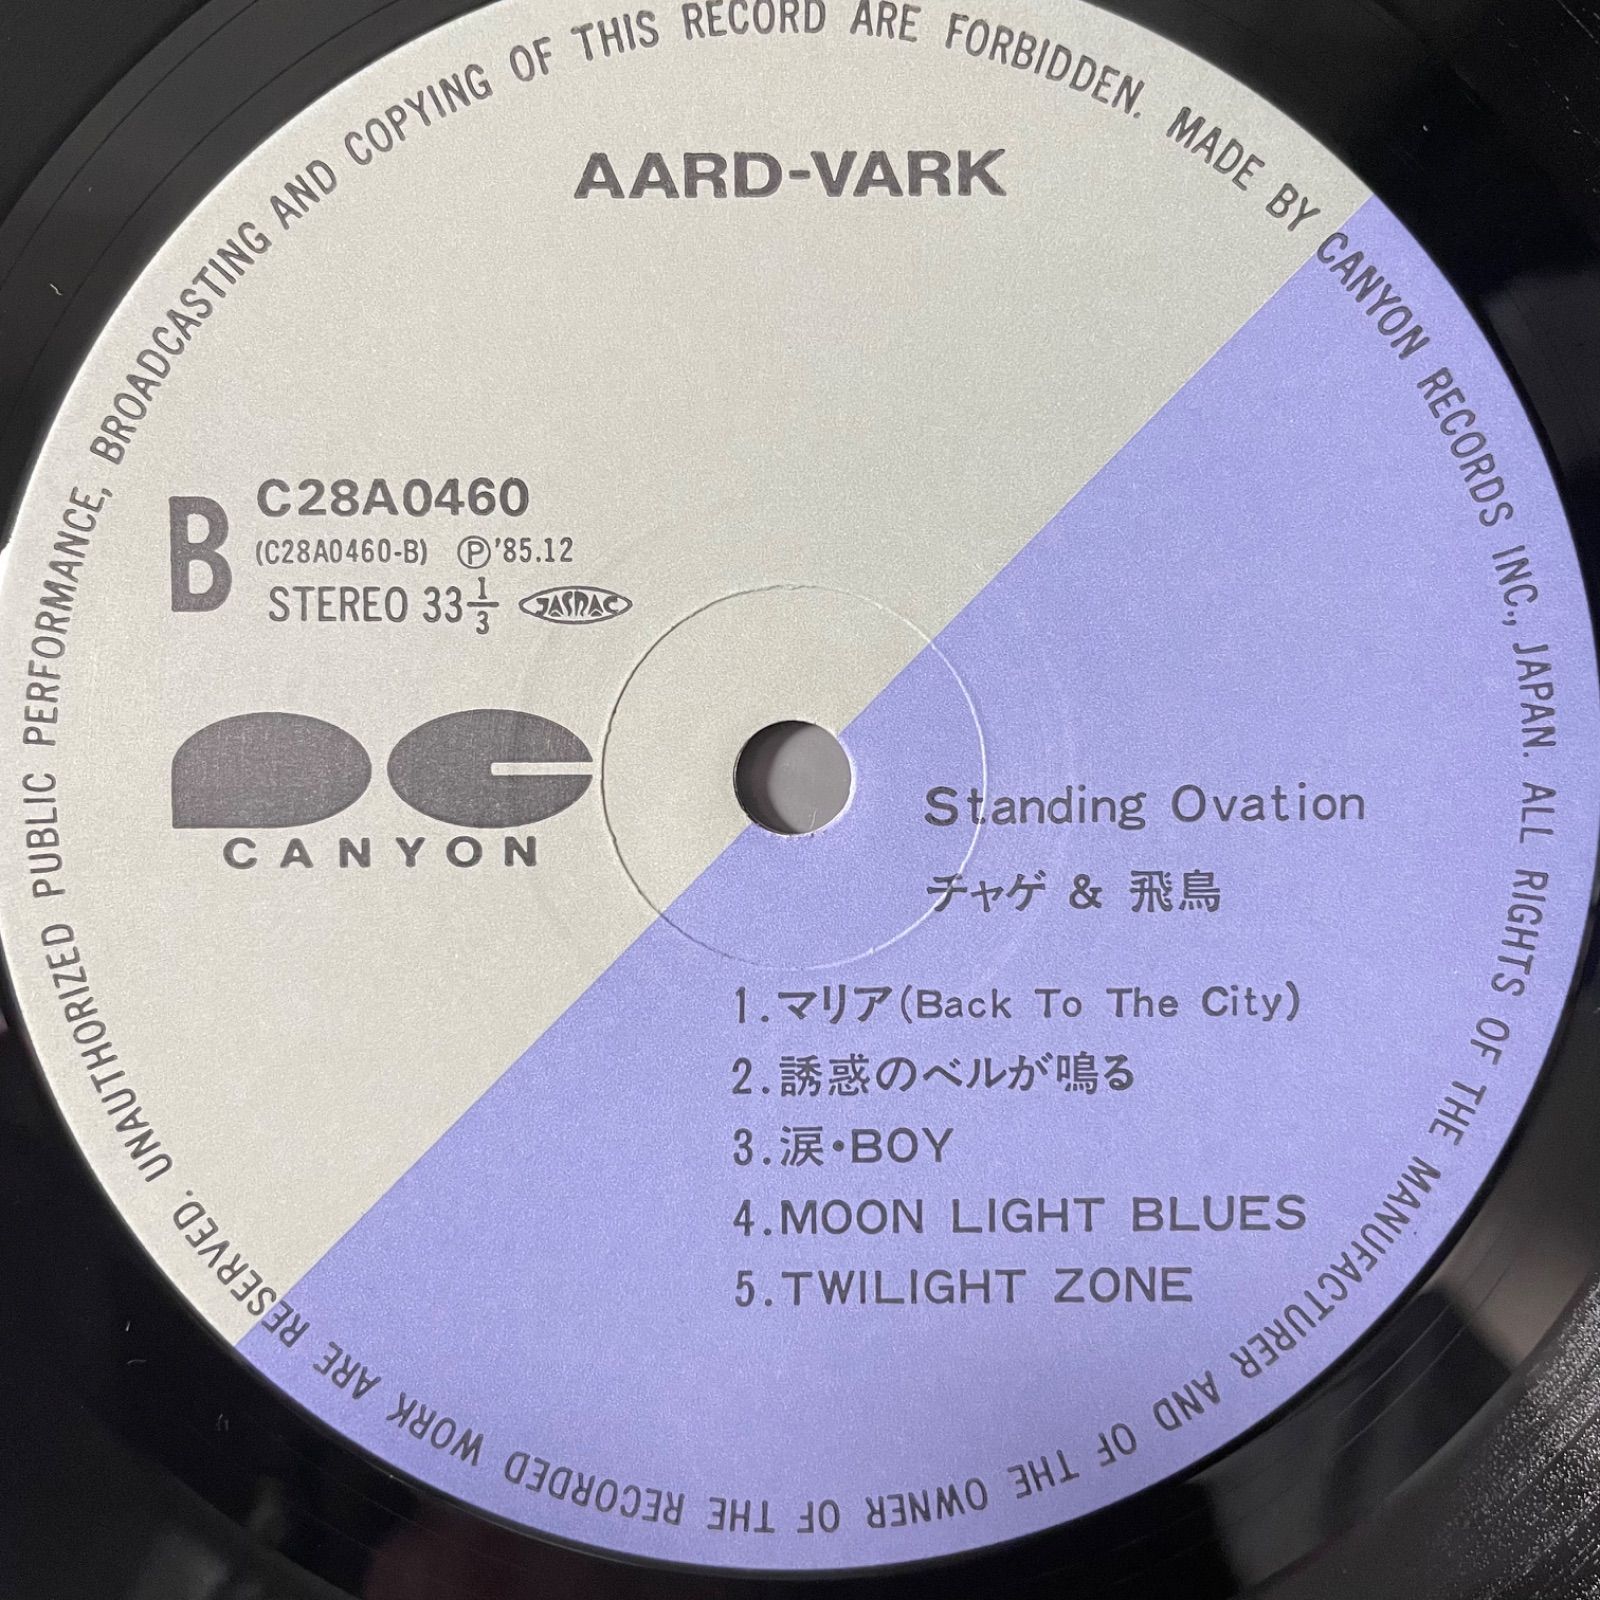 UNAUTHORIZED PUBLIC PERFORMANCE, BROADCASTING AND COPYING OF THIS RECORD ARE FORBIDDEN. MADE BY CANYON RECORDS INC., JAPAN. ALL RIGHTS OF THE MANUFACTURER AND OF THE OWNER OF THE RECORDED WORK ARE RESERVED.
AARD-VARK
B
C28A0460
(C28A0460-B) Ⓟ'85.12
STEREO 33 1/3 JASRAC
CANYON
Standing Ovation
チャゲ & 飛鳥
1.マリア(Back To The City)
2.誘惑のベルが鳴る
3.涙・BOY
4.MOON LIGHT BLUES
5.TWILIGHT ZONE